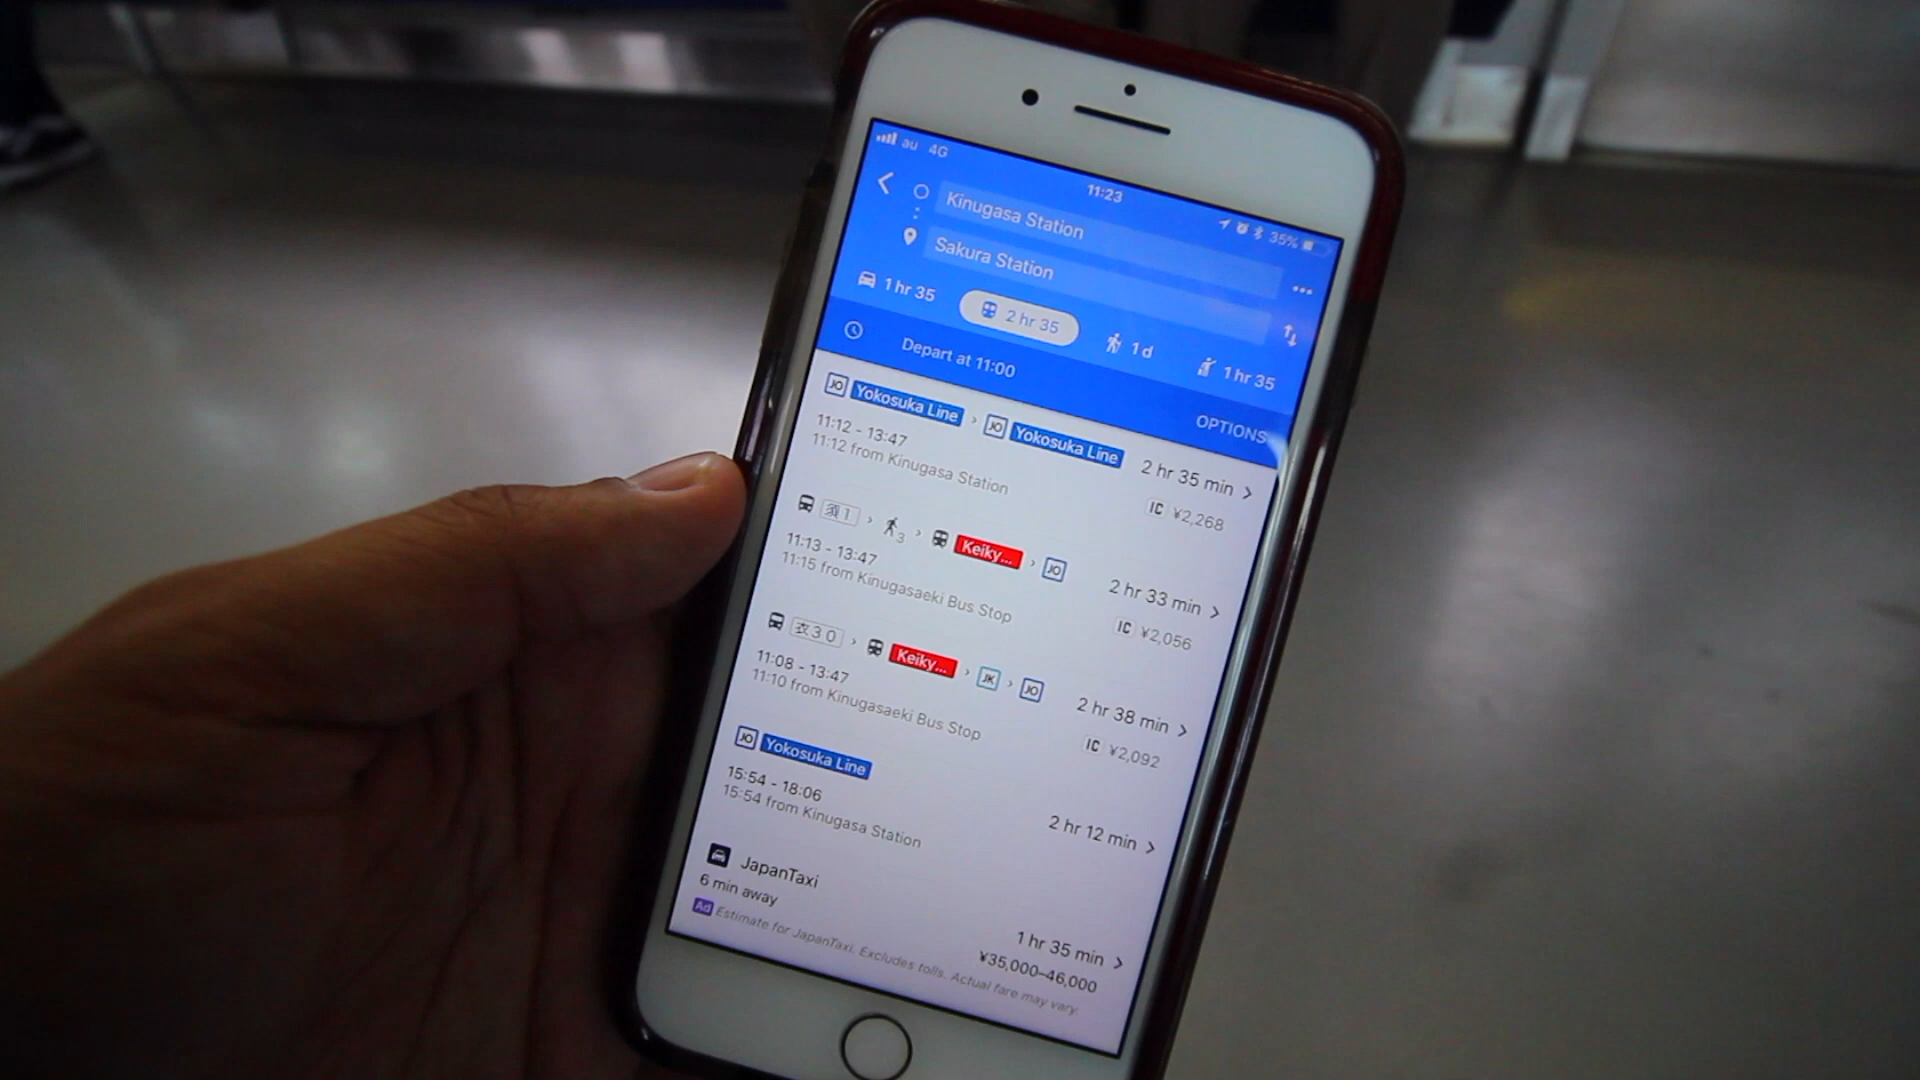 au 4G 11:23 35%
Kinugasa Station
Sakura Station
1 hr 35 2 hr 35 1 d 1 hr 35
Depart at 11:00 OPTIONS
JO Yokosuka Line › JO Yokosuka Line 2 hr 35 min
11:12 - 13:47
11:12 from Kinugasa Station IC ¥2,268
須1 › 3 › Keiky... › JO 2 hr 33 min
11:13 - 13:47
11:15 from Kinugasaeki Bus Stop IC ¥2,056
衣30 › Keiky... › JK › JO 2 hr 38 min
11:08 - 13:47
11:10 from Kinugasaeki Bus Stop IC ¥2,092
JO Yokosuka Line
15:54 - 18:06 2 hr 12 min
15:54 from Kinugasa Station
JapanTaxi 1 hr 35 min
6 min away ¥35,000–46,000
Ad Estimate for JapanTaxi. Excludes tolls. Actual fare may vary.